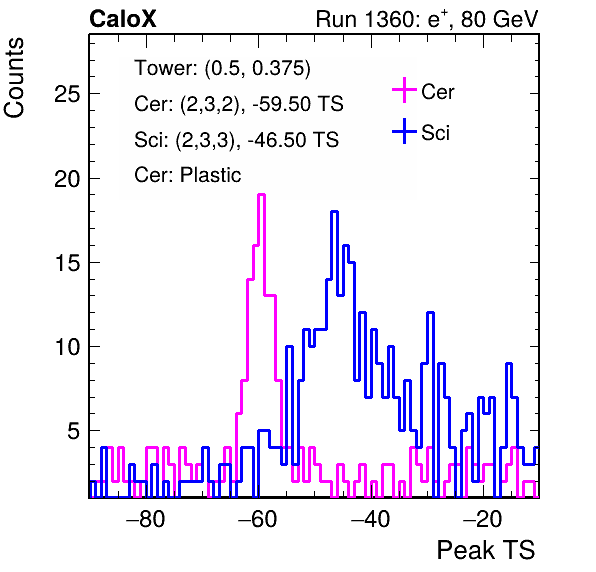 CaloX Run 1360: e⁺, 80 GeV
Counts
Tower: (0.5, 0.375)
Cer: (2,3,2), -59.50 TS
Sci: (2,3,3), -46.50 TS
Cer: Plastic
Cer
Sci
25
20
15
10
5
−80 −60 −40 −20
Peak TS